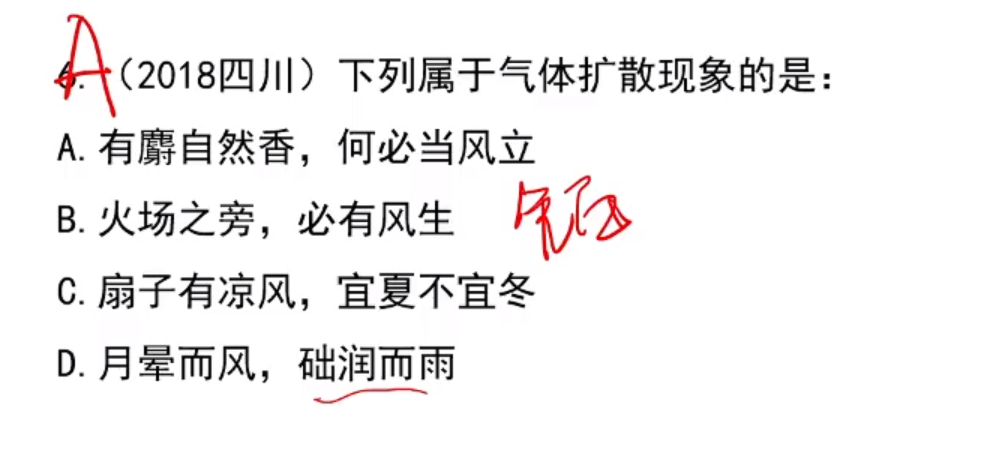 A
6.（2018四川）下列属于气体扩散现象的是：
A. 有麝自然香，何必当风立
B. 火场之旁，必有风生 气压
C. 扇子有凉风，宜夏不宜冬
D. 月晕而风，础润而雨